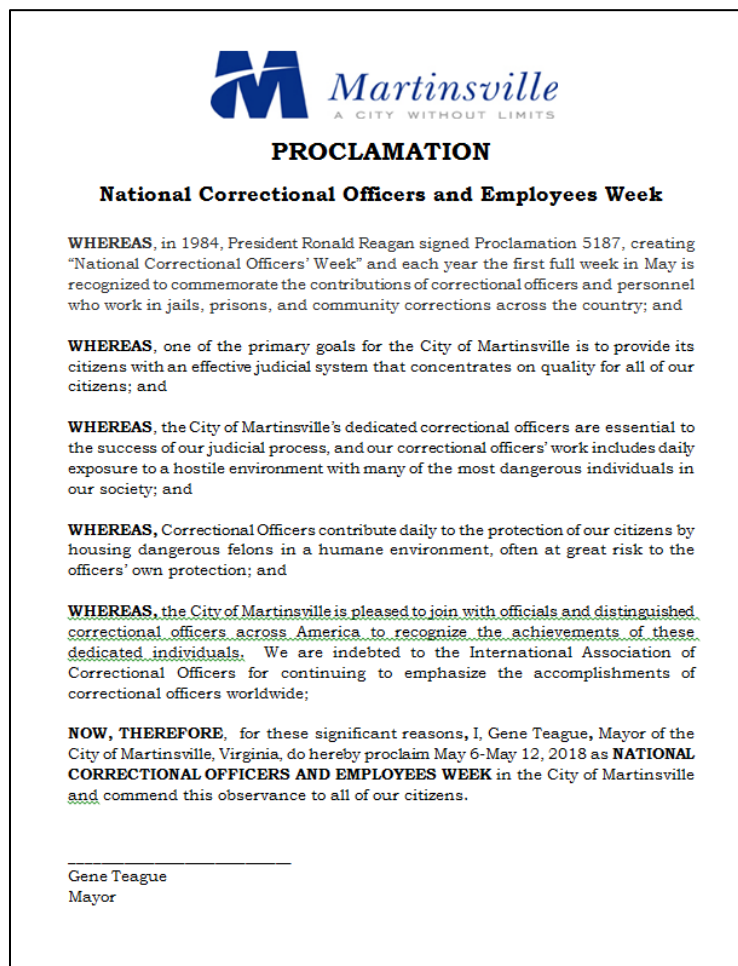 Martinsville
A CITY WITHOUT LIMITS
PROCLAMATION
National Correctional Officers and Employees Week
WHEREAS, in 1984, President Ronald Reagan signed Proclamation 5187, creating
“National Correctional Officers’ Week” and each year the first full week in May is
recognized to commemorate the contributions of correctional officers and personnel
who work in jails, prisons, and community corrections across the country; and
WHEREAS, one of the primary goals for the City of Martinsville is to provide its
citizens with an effective judicial system that concentrates on quality for all of our
citizens; and
WHEREAS, the City of Martinsville’s dedicated correctional officers are essential to
the success of our judicial process, and our correctional officers’ work includes daily
exposure to a hostile environment with many of the most dangerous individuals in
our society; and
WHEREAS, Correctional Officers contribute daily to the protection of our citizens by
housing dangerous felons in a humane environment, often at great risk to the
officers’ own protection; and
WHEREAS, the City of Martinsville is pleased to join with officials and distinguished
correctional officers across America to recognize the achievements of these
dedicated individuals. We are indebted to the International Association of
Correctional Officers for continuing to emphasize the accomplishments of
correctional officers worldwide;
NOW, THEREFORE, for these significant reasons, I, Gene Teague, Mayor of the
City of Martinsville, Virginia, do hereby proclaim May 6-May 12, 2018 as NATIONAL
CORRECTIONAL OFFICERS AND EMPLOYEES WEEK in the City of Martinsville
and commend this observance to all of our citizens.
Gene Teague
Mayor